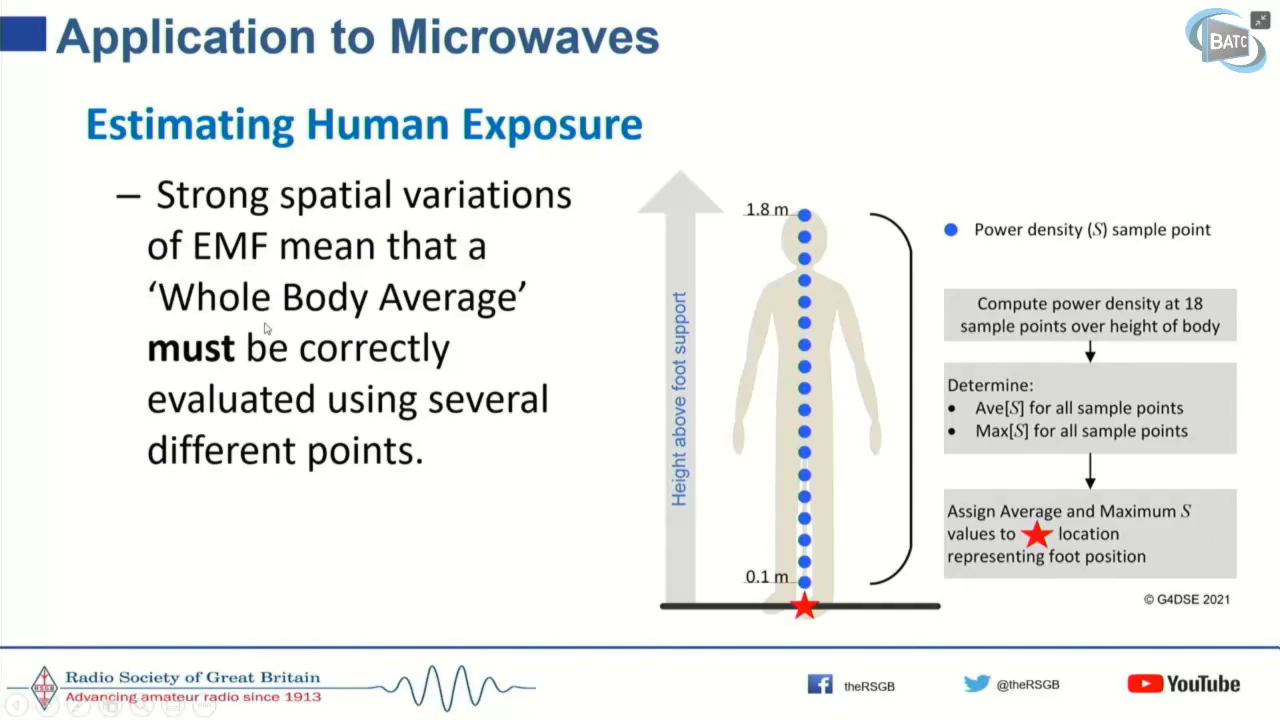 Application to Microwaves
BATC
Estimating Human Exposure
– Strong spatial variations
of EMF mean that a
‘Whole Body Average’
must be correctly
evaluated using several
different points.
Height above foot support
1.8 m
0.1 m
Power density (S) sample point
Compute power density at 18
sample points over height of body
Determine:
• Ave[S] for all sample points
• Max[S] for all sample points
Assign Average and Maximum S
values to location
representing foot position
© G4DSE 2021
Radio Society of Great Britain
Advancing amateur radio since 1913
RSGB
theRSGB
@theRSGB
YouTube